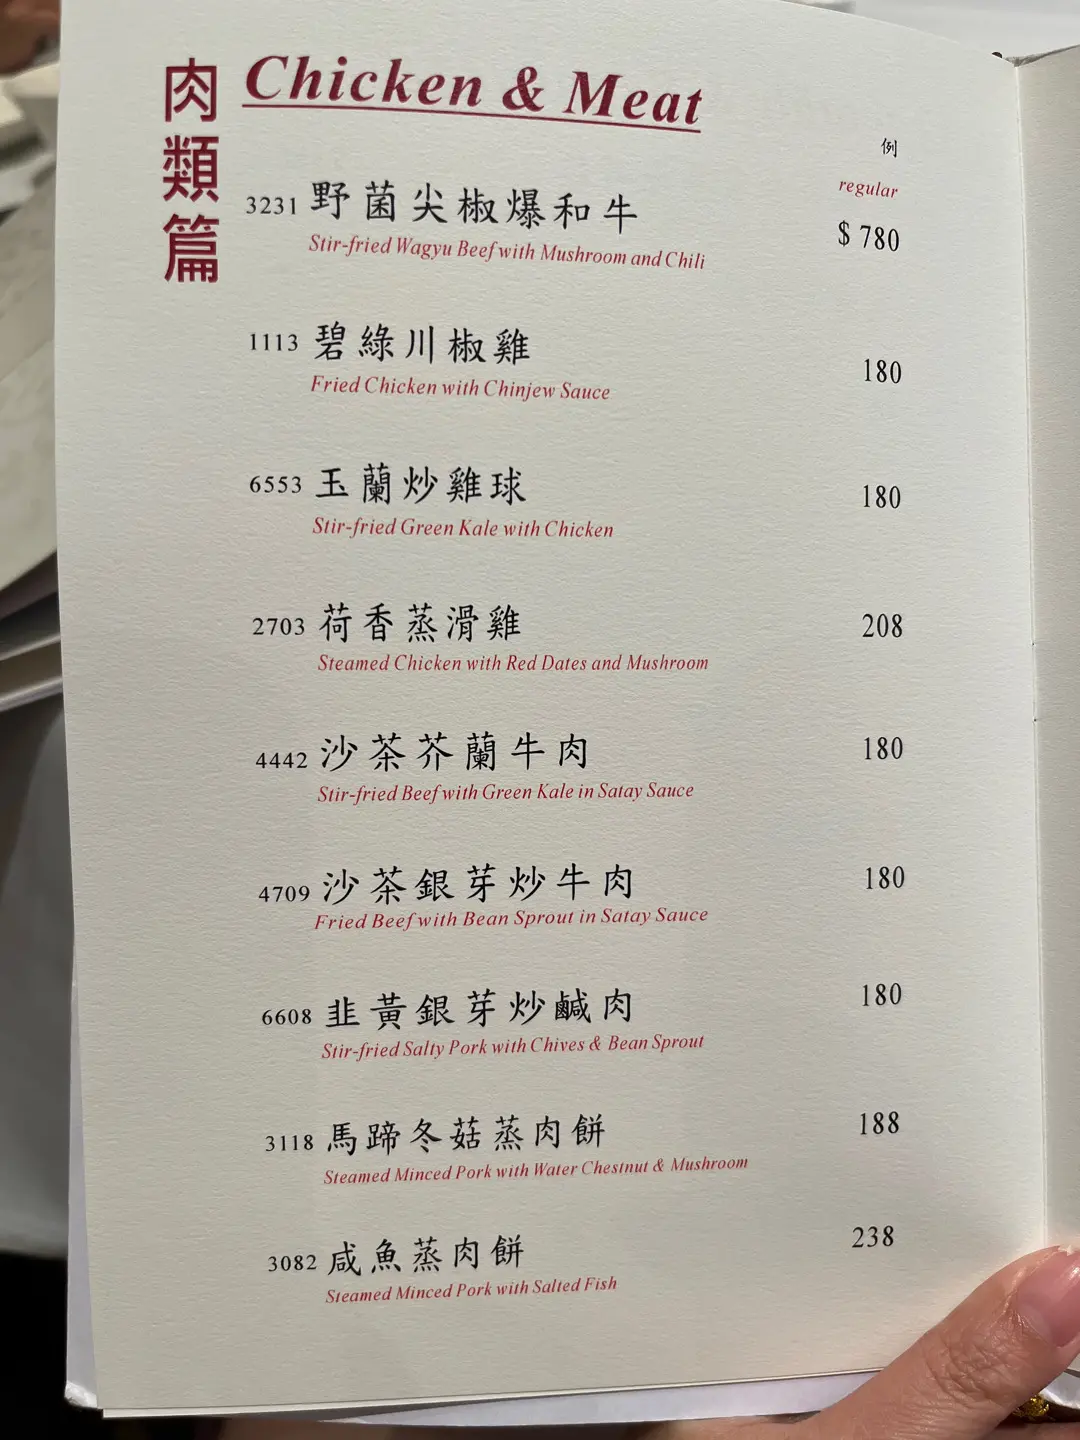 肉類篇
Chicken & Meat
例
regular
3231 野菌尖椒爆和牛
Stir-fried Wagyu Beef with Mushroom and Chili
$ 780
1113 碧綠川椒雞
Fried Chicken with Chinjew Sauce
180
6553 玉蘭炒雞球
Stir-fried Green Kale with Chicken
180
2703 荷香蒸滑雞
Steamed Chicken with Red Dates and Mushroom
208
4442 沙茶芥蘭牛肉
Stir-fried Beef with Green Kale in Satay Sauce
180
4709 沙茶銀芽炒牛肉
Fried Beef with Bean Sprout in Satay Sauce
180
6608 韭黃銀芽炒鹹肉
Stir-fried Salty Pork with Chives & Bean Sprout
180
3118 馬蹄冬菇蒸肉餅
Steamed Minced Pork with Water Chestnut & Mushroom
188
3082 咸魚蒸肉餅
Steamed Minced Pork with Salted Fish
238